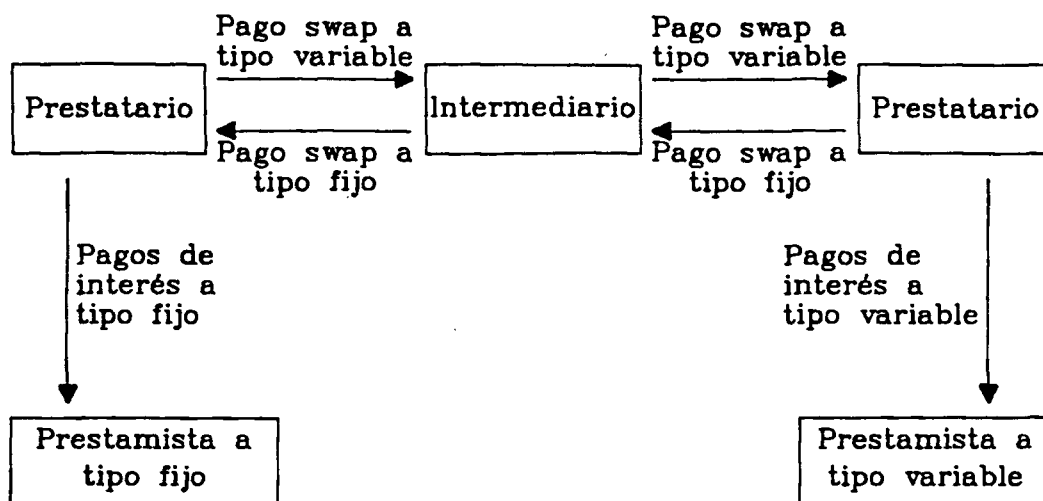 Pago swap a
tipo variable
Pago swap a
tipo variable
Prestatario
Intermediario
Prestatario
Pago swap a
tipo fijo
Pago swap a
tipo fijo
Pagos de
interés a
tipo fijo
Pagos de
interés a
tipo variable
Prestamista a
tipo fijo
Prestamista a
tipo variable